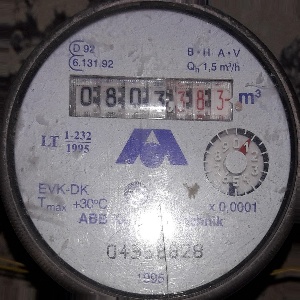 D 92
6.131.92
B · H A · V
Qn 1,5 m³/h
0803383 m³
LT 1-232
1995
EVK-DK
Tmax +30°C
x 0,0001
ABB
1995